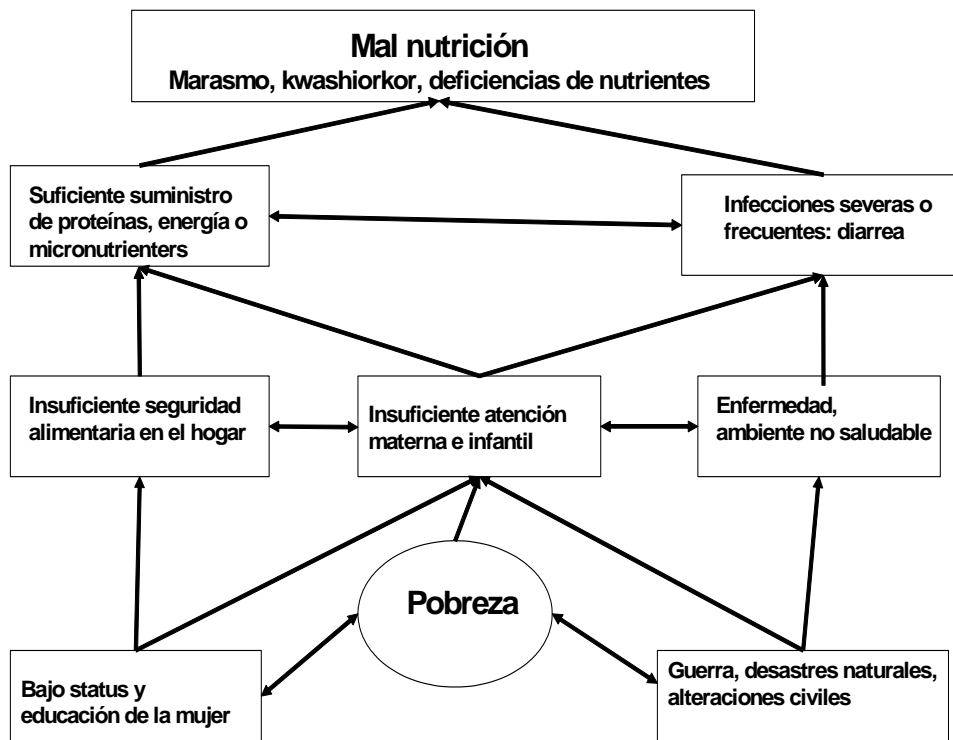 Mal nutrición
Marasmo, kwashiorkor, deficiencias de nutrientes
Suficiente suministro
de proteínas, energía o
micronutrienters
Infecciones severas o
frecuentes: diarrea
Insuficiente seguridad
alimentaria en el hogar
Insuficiente atención
materna e infantil
Enfermedad,
ambiente no saludable
Pobreza
Bajo status y
educación de la mujer
Guerra, desastres naturales,
alteraciones civiles